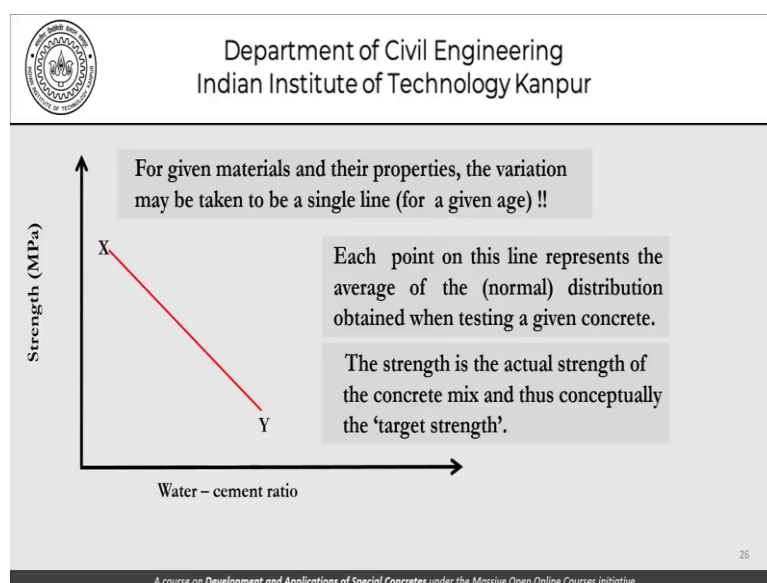 Department of Civil Engineering
Indian Institute of Technology Kanpur
For given materials and their properties, the variation
may be taken to be a single line (for a given age) !!
Strength (MPa)
X
Y
Each point on this line represents the
average of the (normal) distribution
obtained when testing a given concrete.
The strength is the actual strength of
the concrete mix and thus conceptually
the ‘target strength’.
Water – cement ratio
26
A course on Development and Applications of Special Concretes under the Massive Open Online Courses initiative